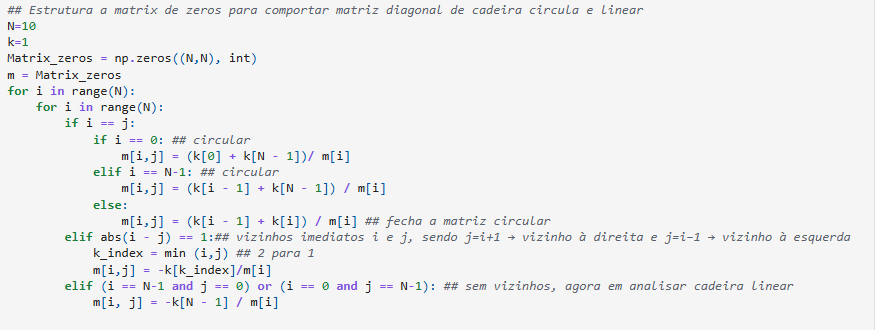 ## Estrutura a matrix de zeros para comportar matriz diagonal de cadeira circula e linear
N=10
k=1
Matrix_zeros = np.zeros((N,N), int)
m = Matrix_zeros
for i in range(N):
    for i in range(N):
        if i == j:
            if i == 0: ## circular
                m[i,j] = (k[0] + k[N - 1])/ m[i]
            elif i == N-1: ## circular
                m[i,j] = (k[i - 1] + k[N - 1]) / m[i]
            else:
                m[i,j] = (k[i - 1] + k[i]) / m[i] ## fecha a matriz circular
        elif abs(i - j) == 1:## vizinhos imediatos i e j, sendo j=i+1 → vizinho à direita e j=i−1 → vizinho à esquerda
            k_index = min (i,j) ## 2 para 1
            m[i,j] = -k[k_index]/m[i]
        elif (i == N-1 and j == 0) or (i == 0 and j == N-1): ## sem vizinhos, agora em analisar cadeira linear
            m[i, j] = -k[N - 1] / m[i]